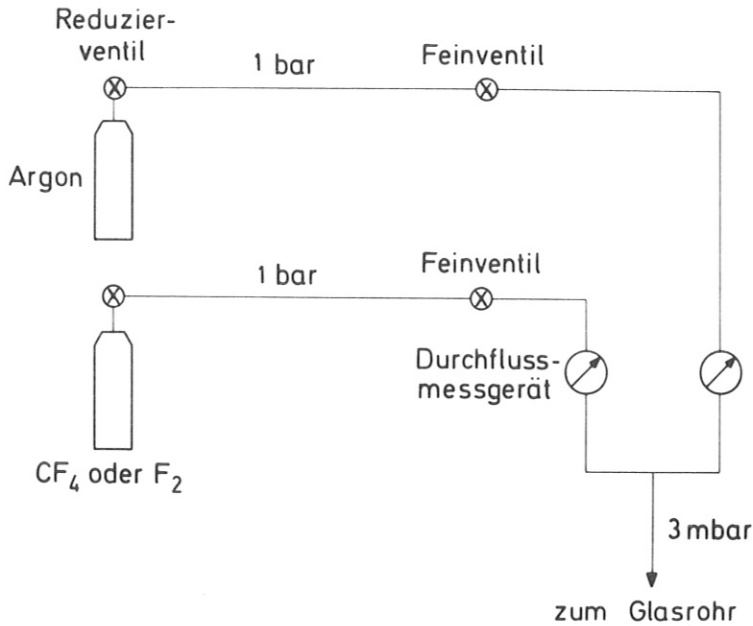 Reduzier-
ventil
1 bar
Feinventil
Argon
1 bar
Feinventil
Durchfluss-
messgerät
CF₄ oder F₂
3 mbar
zum Glasrohr